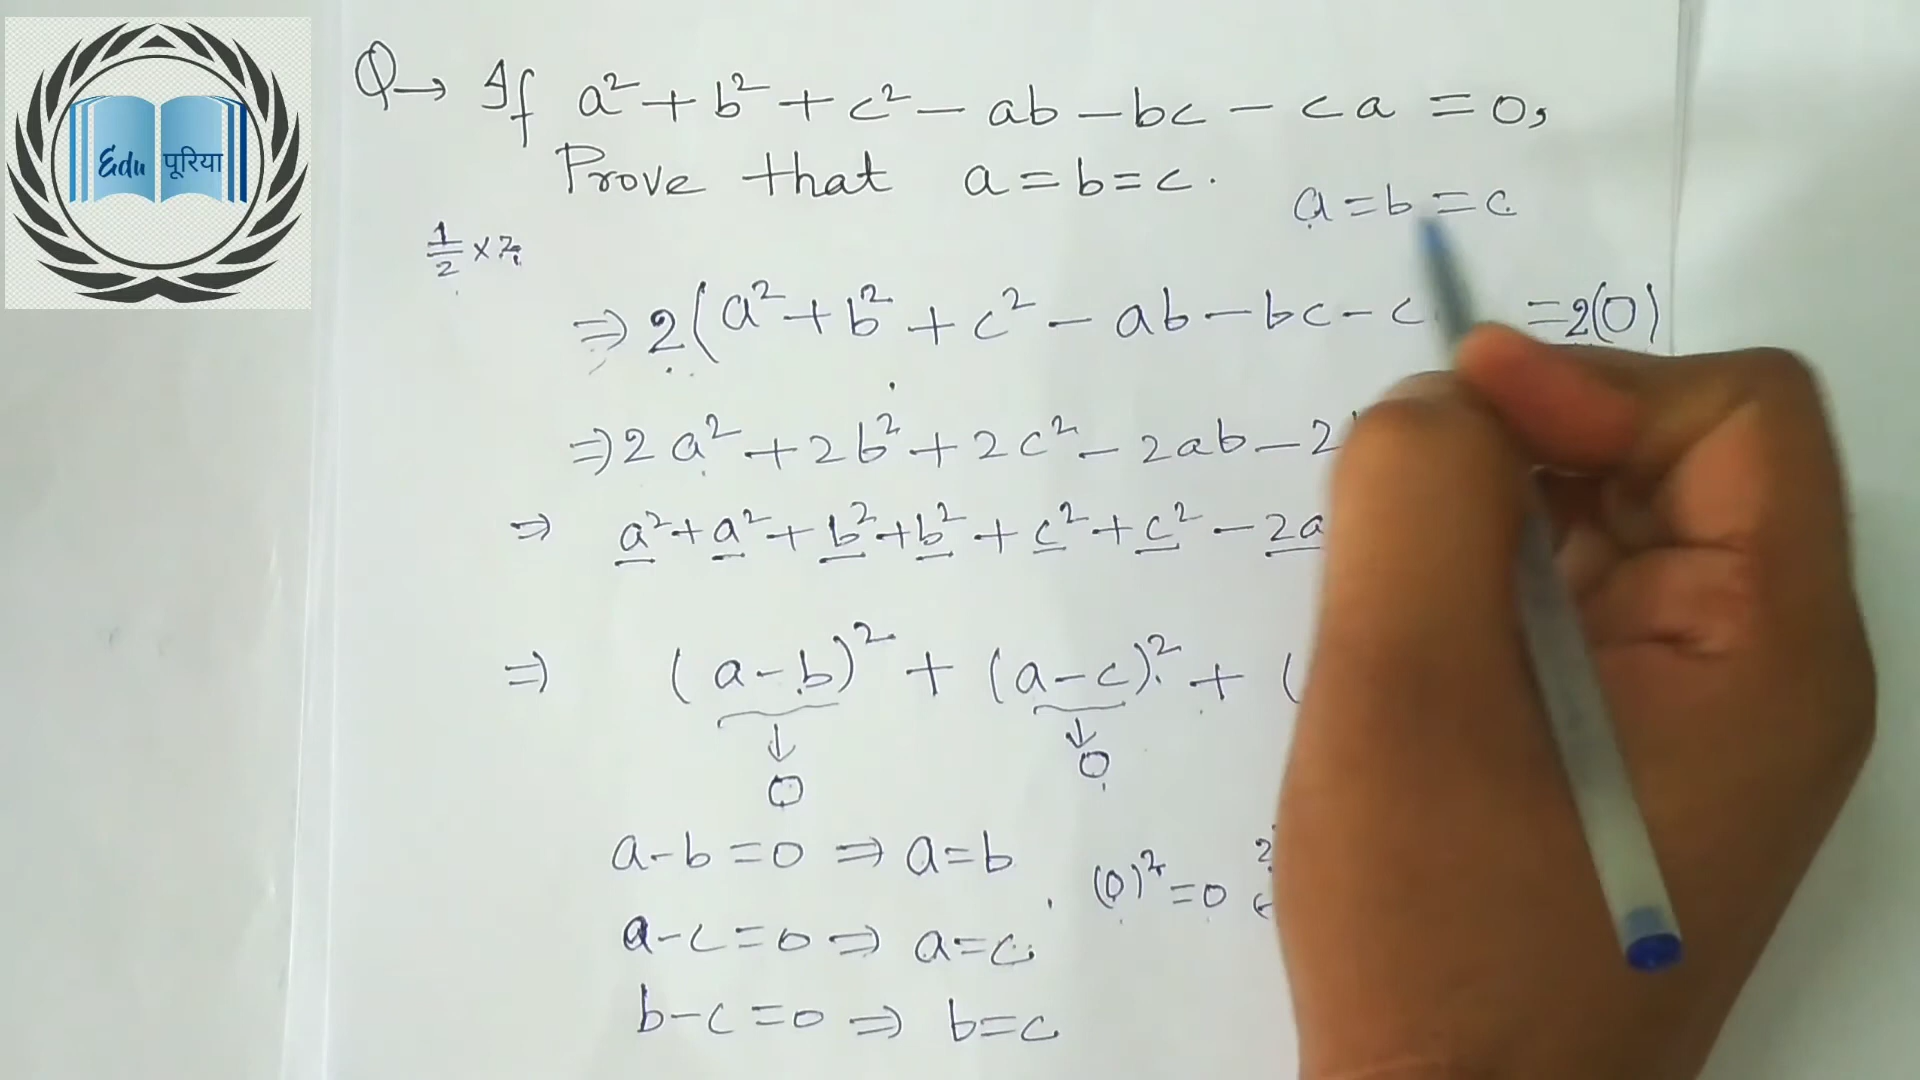 Edu पूरिया
Q→ If a²+b²+c²-ab-bc-ca=0,
Prove that a=b=c.
a=b=c
1/2 ×
⇒ 2(a²+b²+c²-ab-bc-c =2(0)
⇒ 2a²+2b²+2c²-2ab-2
⇒ a²+a²+b²+b²+c²+c²-2a
⇒ (a-b)²+(a-c)²+(
↓ ↓
0 0
a-b=0 ⇒ a=b
(0)²=0
a-c=0 ⇒ a=c
b-c=0 ⇒ b=c